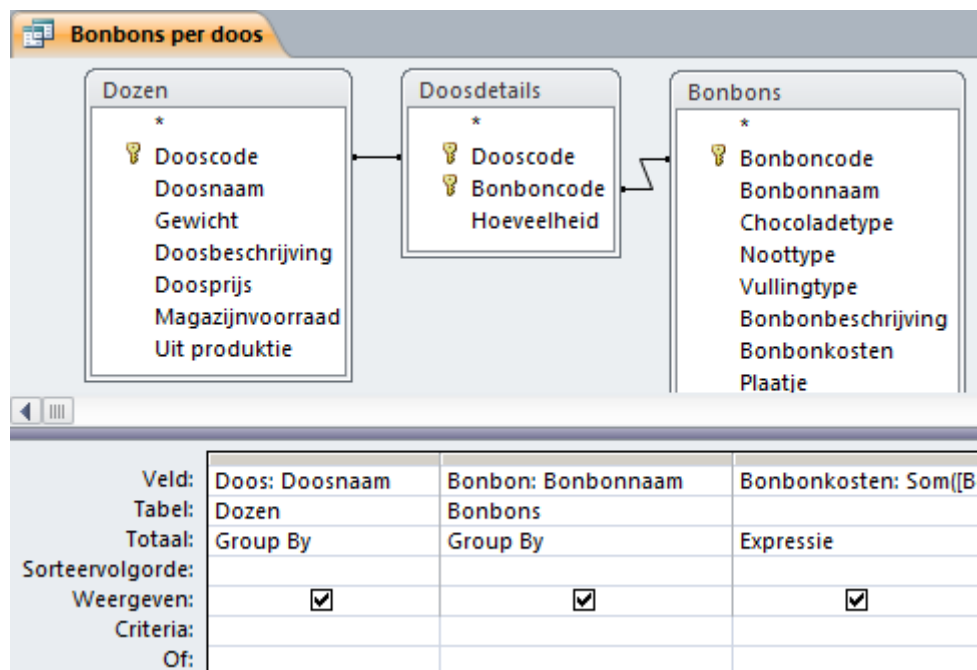 Bonbons per doos
Dozen
*
Dooscode
Doosnaam
Gewicht
Doosbeschrijving
Doosprijs
Magazijnvoorraad
Uit produktie
Doosdetails
*
Dooscode
Bonboncode
Hoeveelheid
Bonbons
*
Bonboncode
Bonbonnaam
Chocoladetype
Noottype
Vullingtype
Bonbonbeschrijving
Bonbonkosten
Plaatje
Veld: Doos: Doosnaam Bonbon: Bonbonnaam Bonbonkosten: Som([B
Tabel: Dozen Bonbons
Totaal: Group By Group By Expressie
Sorteervolgorde:
Weergeven:
Criteria:
Of: